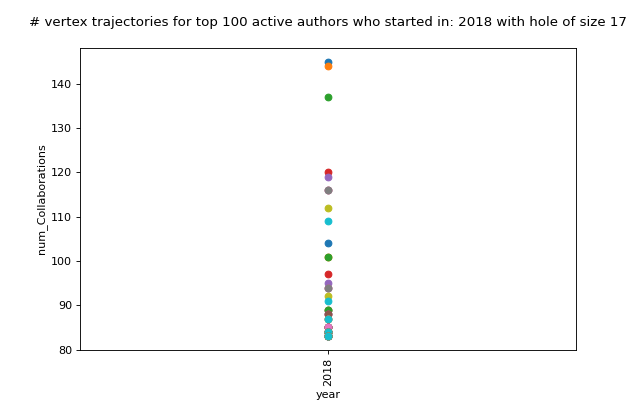 # vertex trajectories for top 100 active authors who started in: 2018 with hole of size 17
140
130
120
110
100
90
80
num_Collaborations
2018
year